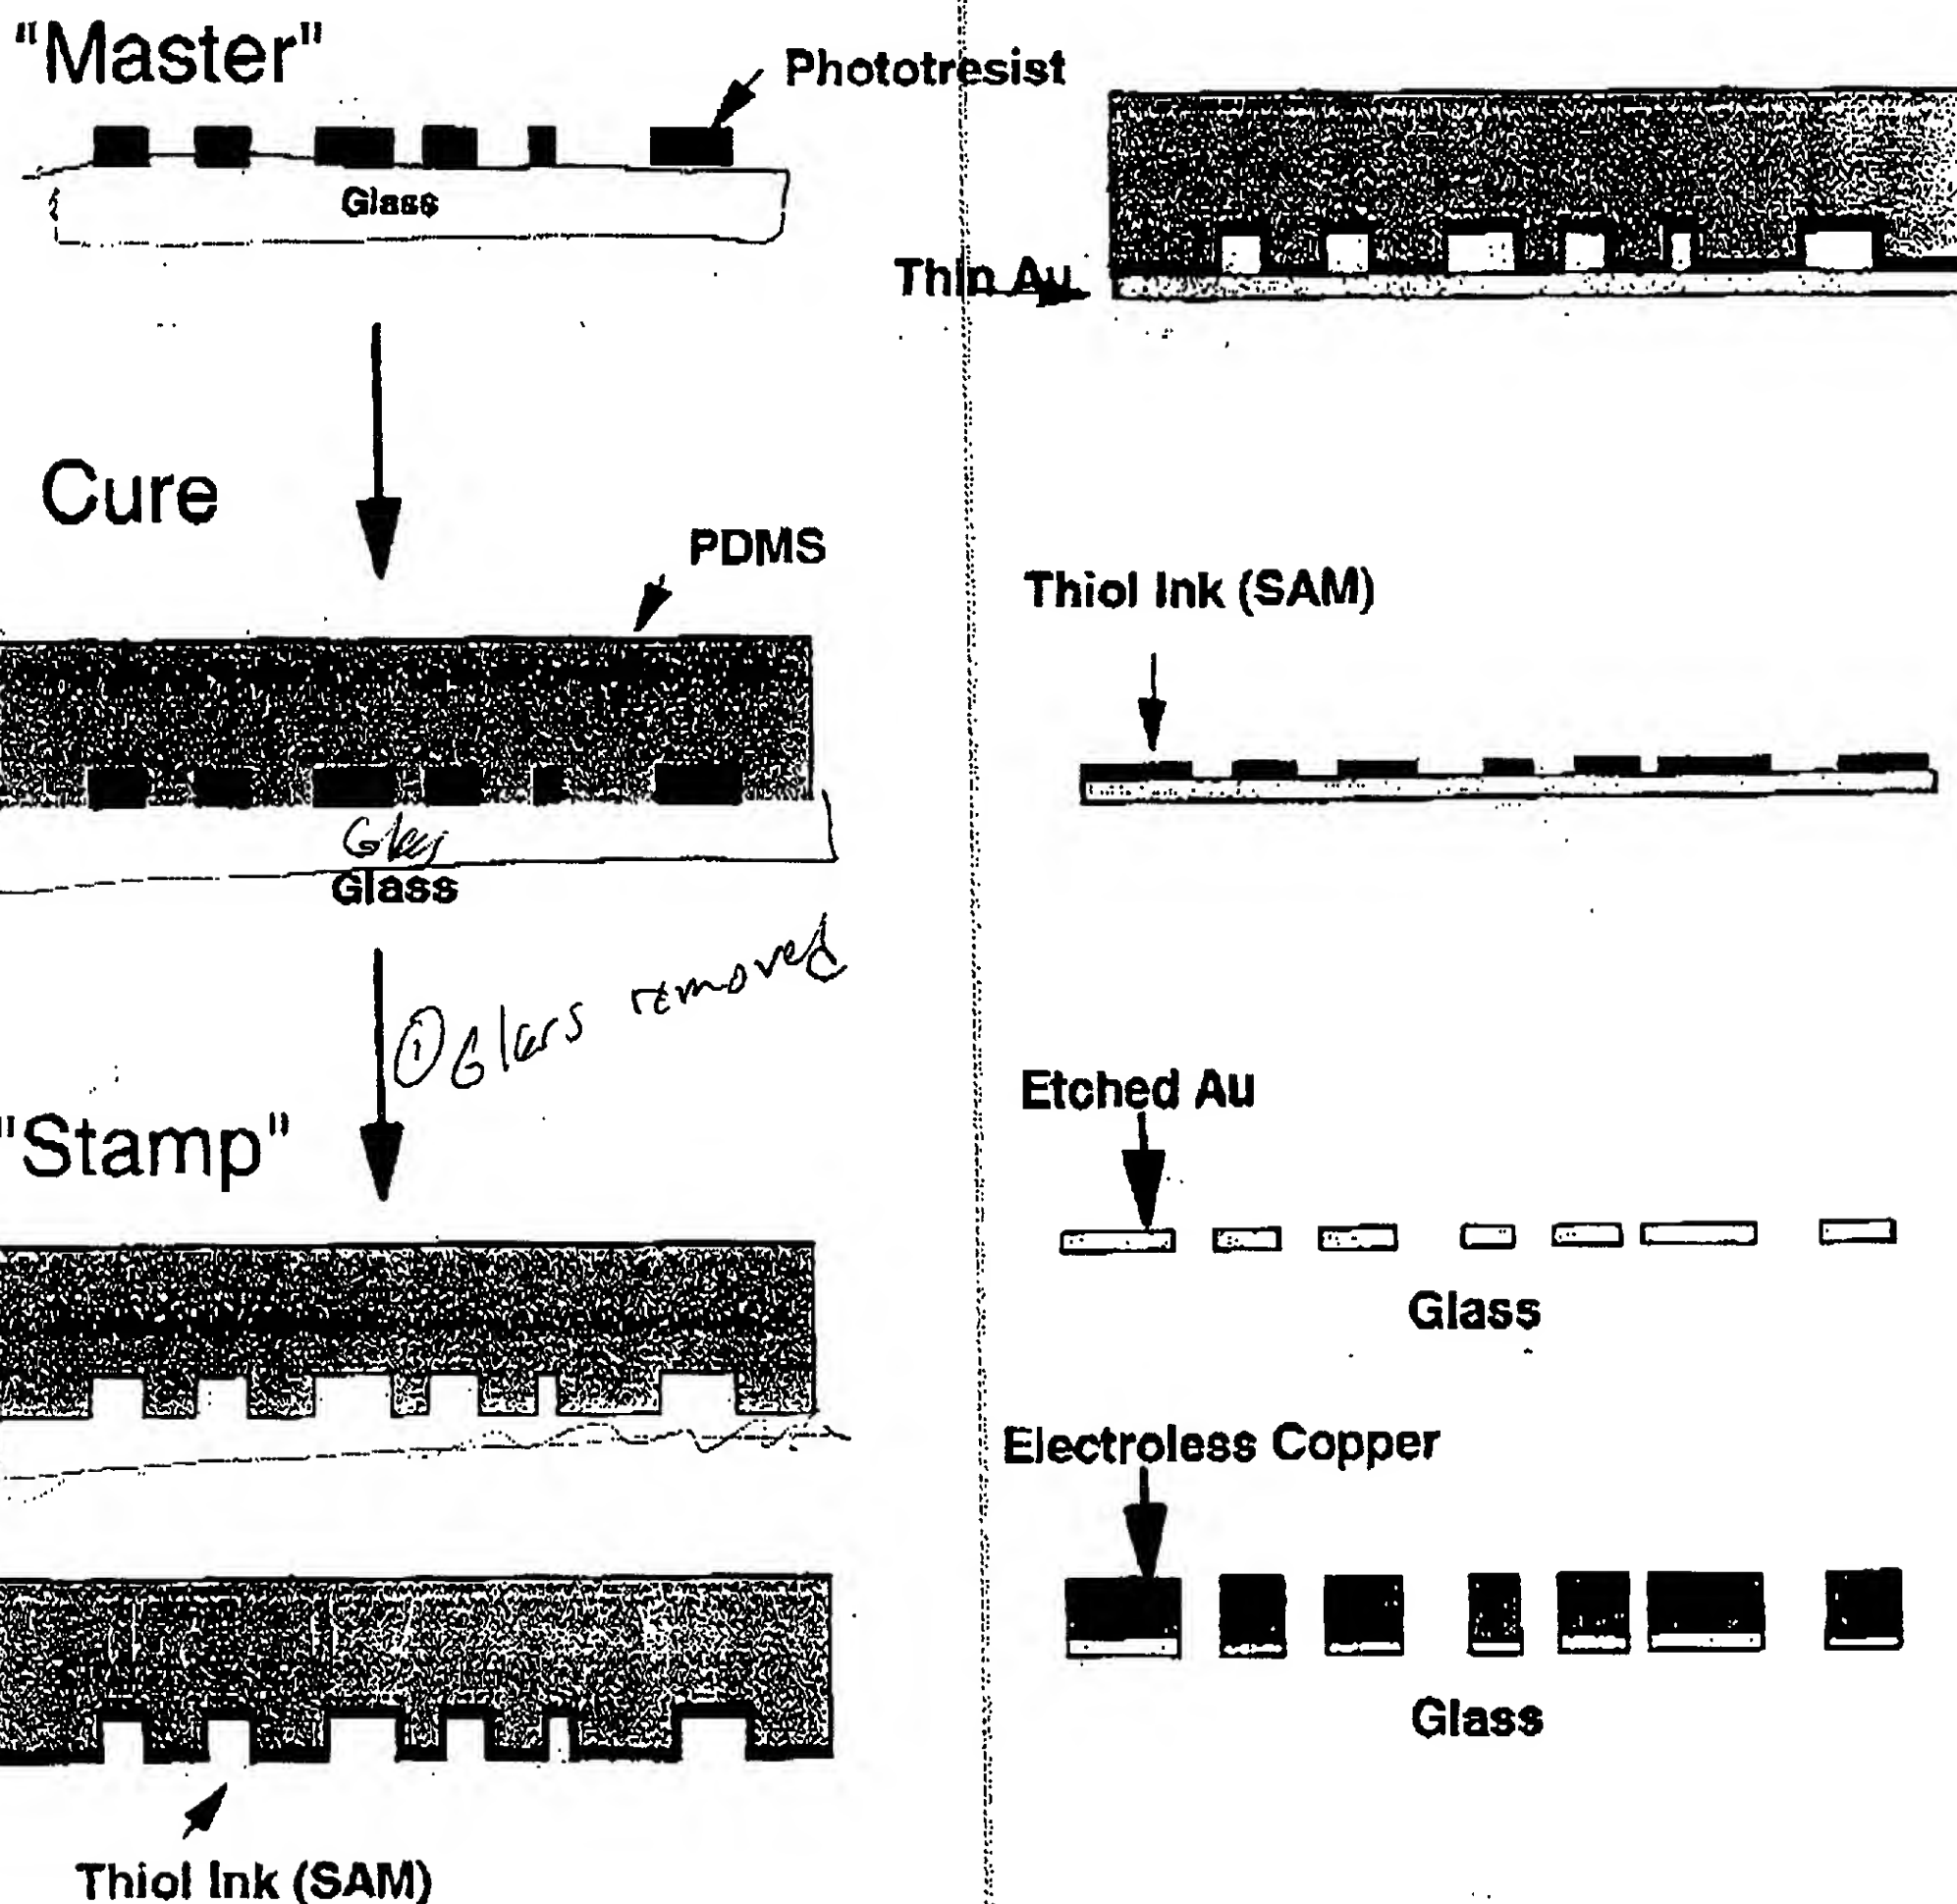 "Master"
Phototresist
Glass
Cure
PDMS
Glass
Glass
① Glass removed
"Stamp"
Thiol Ink (SAM)
Thin Au
Thiol Ink (SAM)
Etched Au
Glass
Electroless Copper
Glass